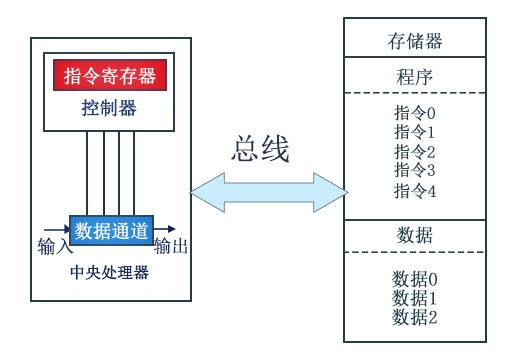 指令寄存器
控制器
数据通道
输入
输出
中央处理器
总线
存储器
程序
指令0
指令1
指令2
指令3
指令4
数据
数据0
数据1
数据2